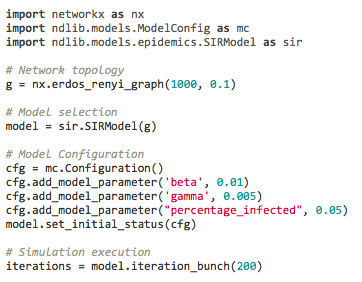 import networkx as nx
import ndlib.models.ModelConfig as mc
import ndlib.models.epidemics.SIRModel as sir
# Network topology
g = nx.erdos_renyi_graph(1000, 0.1)
# Model selection
model = sir.SIRModel(g)
# Model Configuration
cfg = mc.Configuration()
cfg.add_model_parameter('beta', 0.01)
cfg.add_model_parameter('gamma', 0.005)
cfg.add_model_parameter("percentage_infected", 0.05)
model.set_initial_status(cfg)
# Simulation execution
iterations = model.iteration_bunch(200)